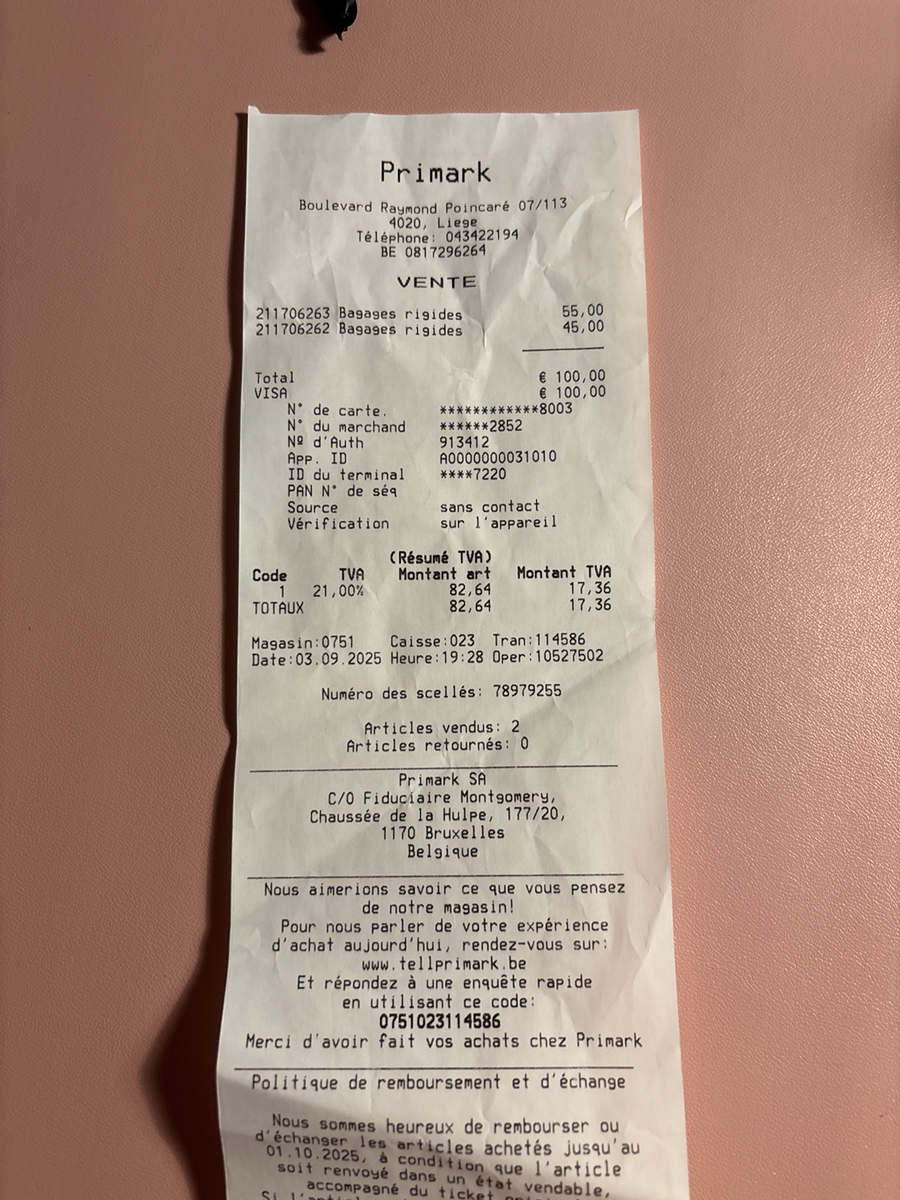 Primark
Boulevard Raymond Poincaré 07/113
4020, Liege
Téléphone: 043422194
BE 0817296264
VENTE
211706263 Bagages rigides 55,00
211706262 Bagages rigides 45,00
Total € 100,00
VISA € 100,00
N° de carte. ************8003
N° du marchand ******2852
Nº d'Auth 913412
App. ID A0000000031010
ID du terminal ****7220
PAN N° de séq
Source sans contact
Vérification sur l'appareil
(Résumé TVA)
Code TVA Montant art Montant TVA
1 21,00% 82,64 17,36
TOTAUX 82,64 17,36
Magasin:0751 Caisse:023 Tran:114586
Date:03.09.2025 Heure:19:28 Oper:10527502
Numéro des scellés: 78979255
Articles vendus: 2
Articles retournés: 0
Primark SA
C/O Fiduciaire Montgomery,
Chaussée de la Hulpe, 177/20,
1170 Bruxelles
Belgique
Nous aimerions savoir ce que vous pensez
de notre magasin!
Pour nous parler de votre expérience
d'achat aujourd'hui, rendez-vous sur:
www.tellprimark.be
Et répondez à une enquête rapide
en utilisant ce code:
0751023114586
Merci d'avoir fait vos achats chez Primark
Politique de remboursement et d'échange
Nous sommes heureux de rembourser ou
d'échanger les articles achetés jusqu'au
01.10.2025, à condition que l'article
soit renvoyé dans un état vendable,
accompagné du ticket
Si